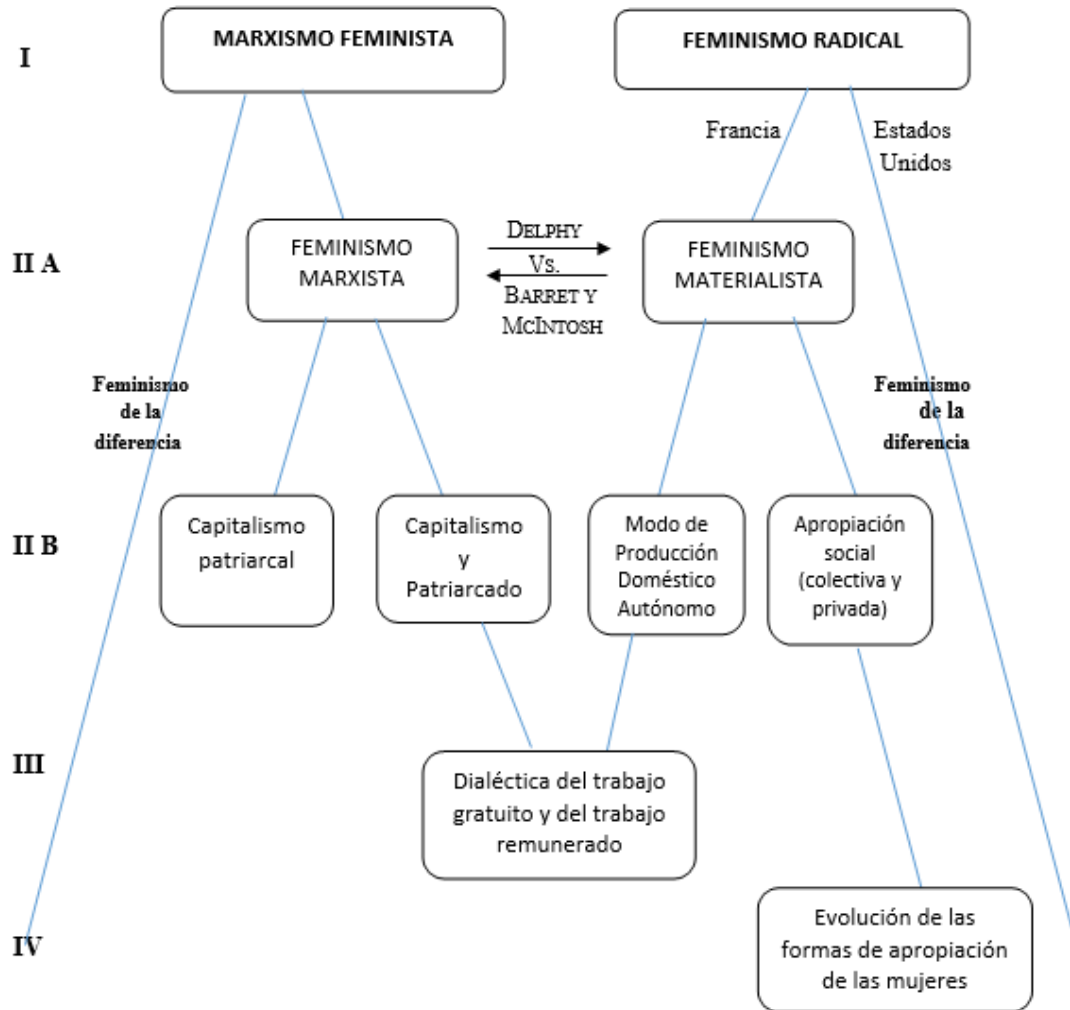 I
MARXISMO FEMINISTA
FEMINISMO RADICAL
Francia
Estados
Unidos
II A
FEMINISMO
MARXISTA
DELPHY
Vs.
BARRET Y
MCINTOSH
FEMINISMO
MATERIALISTA
Feminismo
de la
diferencia
Feminismo
de la
diferencia
II B
Capitalismo
patriarcal
Capitalismo
y
Patriarcado
Modo de
Producción
Doméstico
Autónomo
Apropiación
social
(colectiva y
privada)
III
Dialéctica del trabajo
gratuito y del trabajo
remunerado
IV
Evolución de las
formas de apropiación
de las mujeres